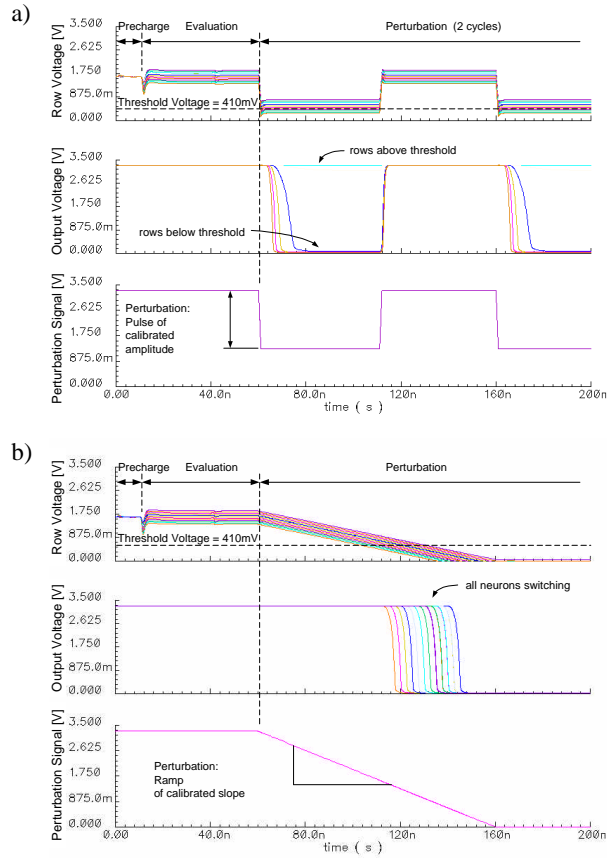 a)
Precharge Evaluation Perturbation (2 cycles)
Row Voltage [V]
3.500
2.625
1.750
875.0m
0.000
Threshold Voltage = 410mV
Output Voltage [V]
3.500
2.625
1.750
875.0m
0.000
rows above threshold
rows below threshold
Perturbation Signal [V]
3.500
2.625
1.750
875.0m
0.000
Perturbation:
Pulse of
calibrated
amplitude
0.00 40.0n 80.0n 120n 160n 200n
time ( s )
b)
Precharge Evaluation Perturbation
Row Voltage [V]
3.500
2.625
1.750
875.0m
0.000
Threshold Voltage = 410mV
Output Voltage [V]
3.500
2.625
1.750
875.0m
0.000
all neurons switching
Perturbation Signal [V]
3.500
2.625
1.750
875.0m
0.000
Perturbation:
Ramp
of calibrated slope
0.00 40.0n 80.0n 120n 160n 200n
time ( s )